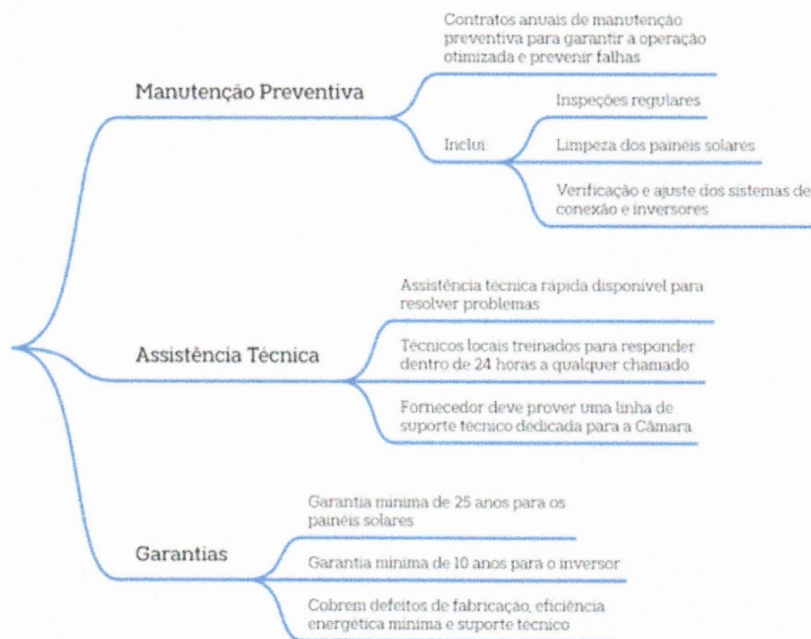 Contratos anuais de manutenção
preventiva para garantir a operação
otimizada e prevenir falhas
Manutenção Preventiva
Inspeções regulares
Inclui:
Limpeza dos painéis solares
Verificação e ajuste dos sistemas de
conexão e inversores
Assistência técnica rápida disponível para
resolver problemas
Assistência Técnica
Técnicos locais treinados para responder
dentro de 24 horas a qualquer chamado
Fornecedor deve prover uma linha de
suporte técnico dedicada para a Câmara
Garantia mínima de 25 anos para os
painéis solares
Garantias
Garantia mínima de 10 anos para o inversor
Cobrem defeitos de fabricação, eficiência
energética mínima e suporte técnico